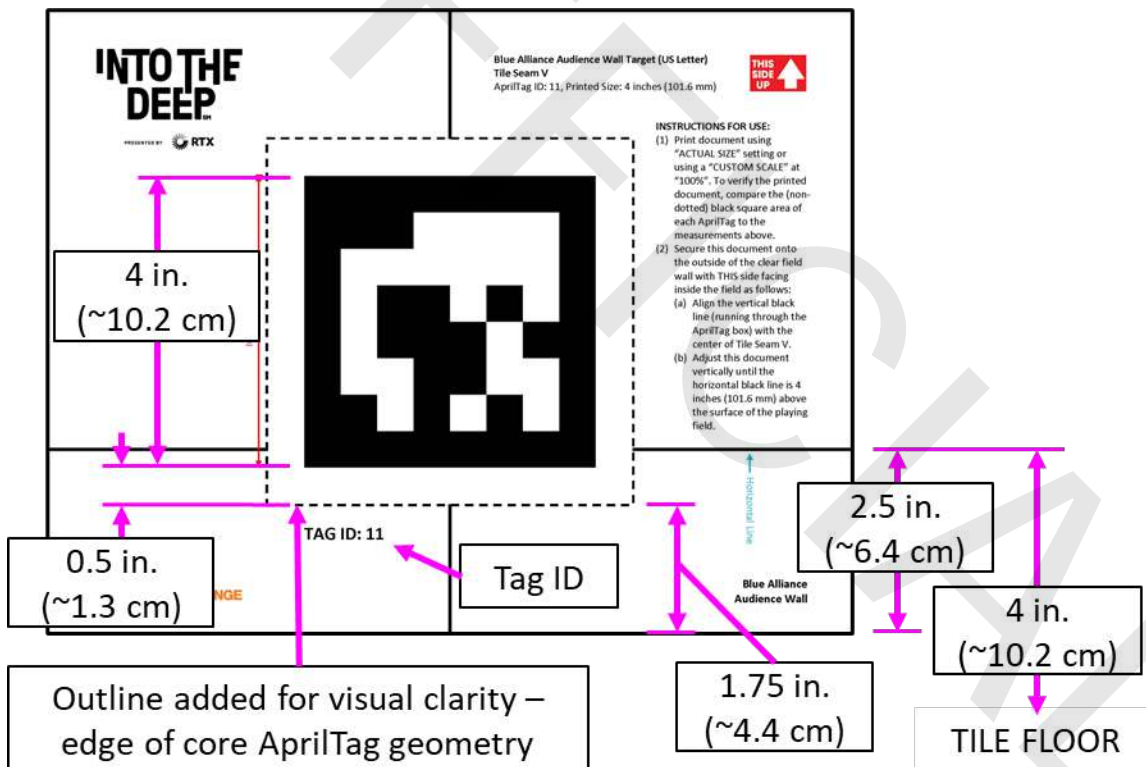 INTO THE
DEEP
SM
PRESENTED BY RTX
Blue Alliance Audience Wall Target (US Letter)
Tile Seam V
AprilTag ID: 11, Printed Size: 4 inches (101.6 mm)
THIS
SIDE
UP
INSTRUCTIONS FOR USE:
(1) Print document using
"ACTUAL SIZE" setting or
using a "CUSTOM SCALE" at
"100%". To verify the printed
document, compare the (non-
dotted) black square area of
each AprilTag to the
measurements above.
(2) Secure this document onto
the outside of the clear field
wall with THIS side facing
inside the field as follows:
(a) Align the vertical black
line (running through the
AprilTag box) with the
center of Tile Seam V.
(b) Adjust this document
vertically until the
horizontal black line is 4
inches (101.6 mm) above
the surface of the playing
field.
4 in.
(~10.2 cm)
0.5 in.
(~1.3 cm)
NGE
TAG ID: 11
Tag ID
Horizontal Line
Blue Alliance
Audience Wall
2.5 in.
(~6.4 cm)
4 in.
(~10.2 cm)
TILE FLOOR
1.75 in.
(~4.4 cm)
Outline added for visual clarity –
edge of core AprilTag geometry